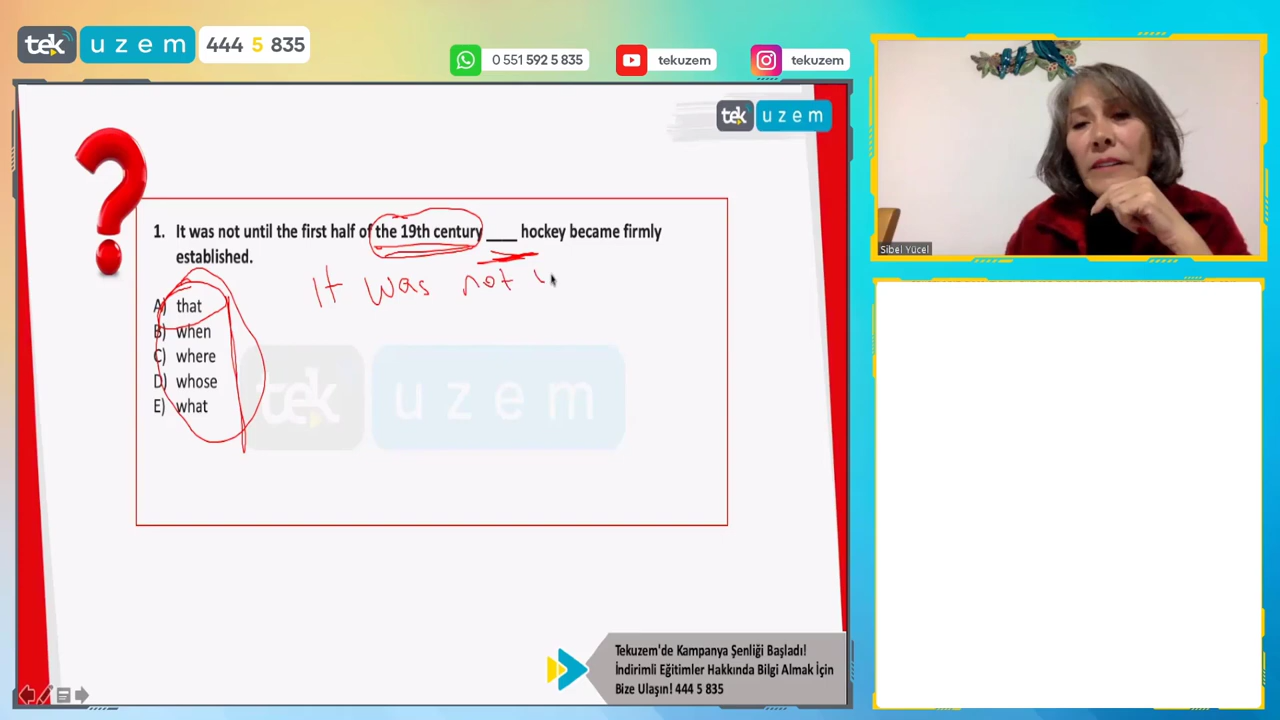 tek uzem 444 5 835
0 551 592 5 835
tekuzem
tekuzem
tek uzem
1. It was not until the first half of the 19th century ____ hockey became firmly
established.
It was not
A) that
B) when
C) where
D) whose
E) what
tek uzem
Sibel Yücel
Tekuzem'de Kampanya Şenliği Başladı!
İndirimli Eğitimler Hakkında Bilgi Almak İçin
Bize Ulaşın! 444 5 835